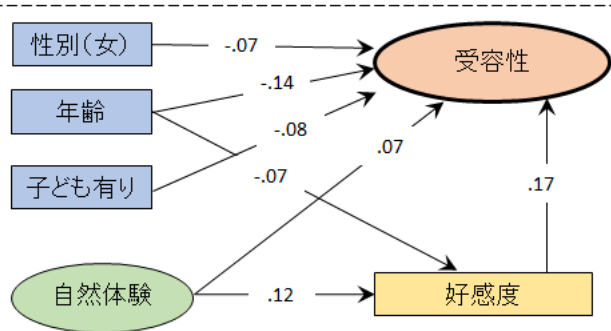 性別(女)
-.07
受容性
年齢
-.14
-.08
子ども有り
.07
-.07
.17
自然体験
.12
好感度